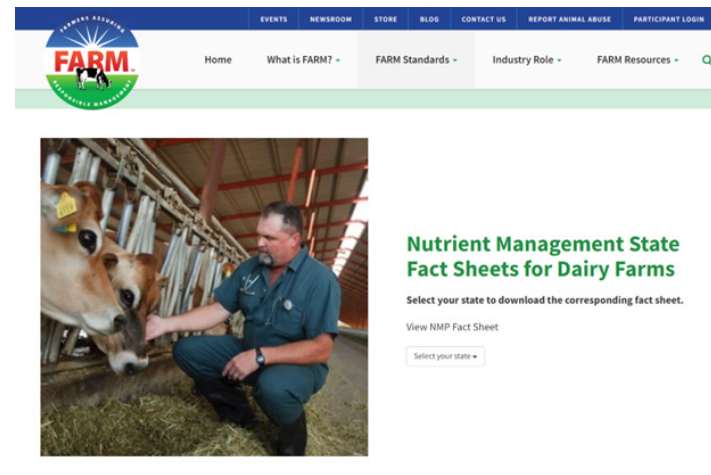 FARMERS ASSURING
FARM
RESPONSIBLE MANAGEMENT
EVENTS NEWSROOM STORE BLOG CONTACT US REPORT ANIMAL ABUSE PARTICIPANT LOGIN
Home What is FARM? FARM Standards Industry Role FARM Resources
Nutrient Management State
Fact Sheets for Dairy Farms
Select your state to download the corresponding fact sheet.
View NMP Fact Sheet
Select your state